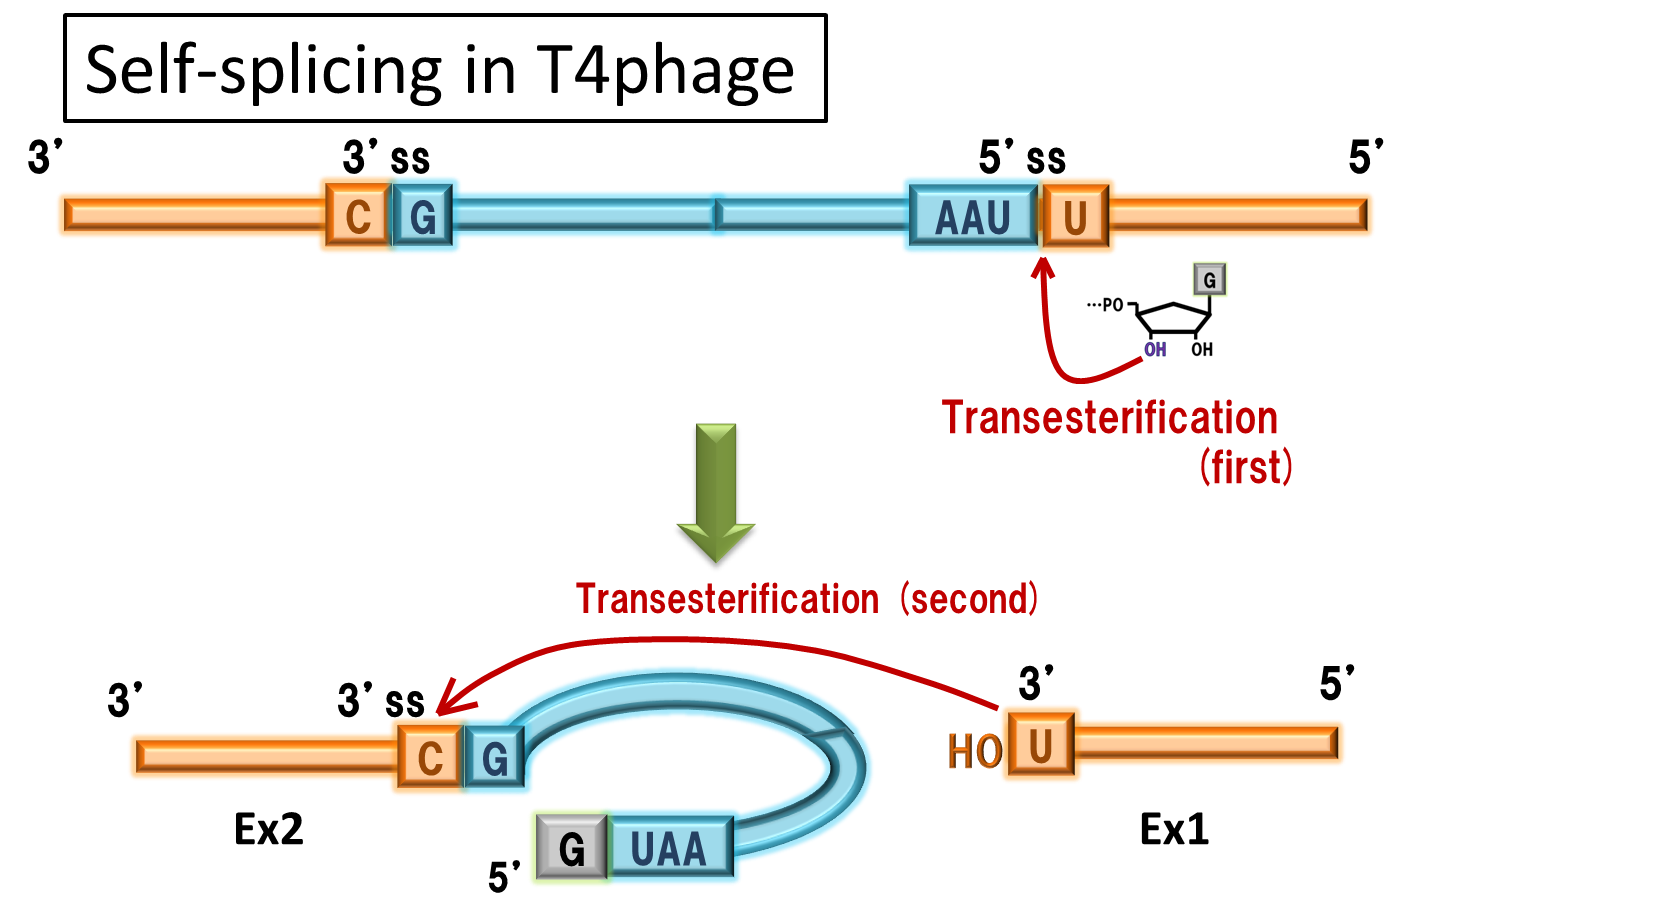 Self-splicing in T4phage
3’ 3’ ss 5’ ss 5’
C G AAU U
G
…PO
OH OH
Transesterification
(first)
Transesterification (second)
3’ 3’ ss 3’ 5’
C G HO U
Ex2 Ex1
5’ G UAA